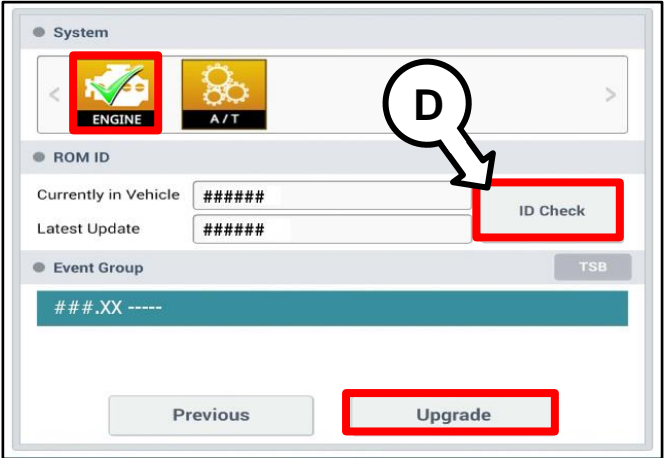 System
<
ENGINE
A/T
D
>
ROM ID
Currently in Vehicle ######
ID Check
Latest Update ######
Event Group TSB
###.XX -----
Previous Upgrade